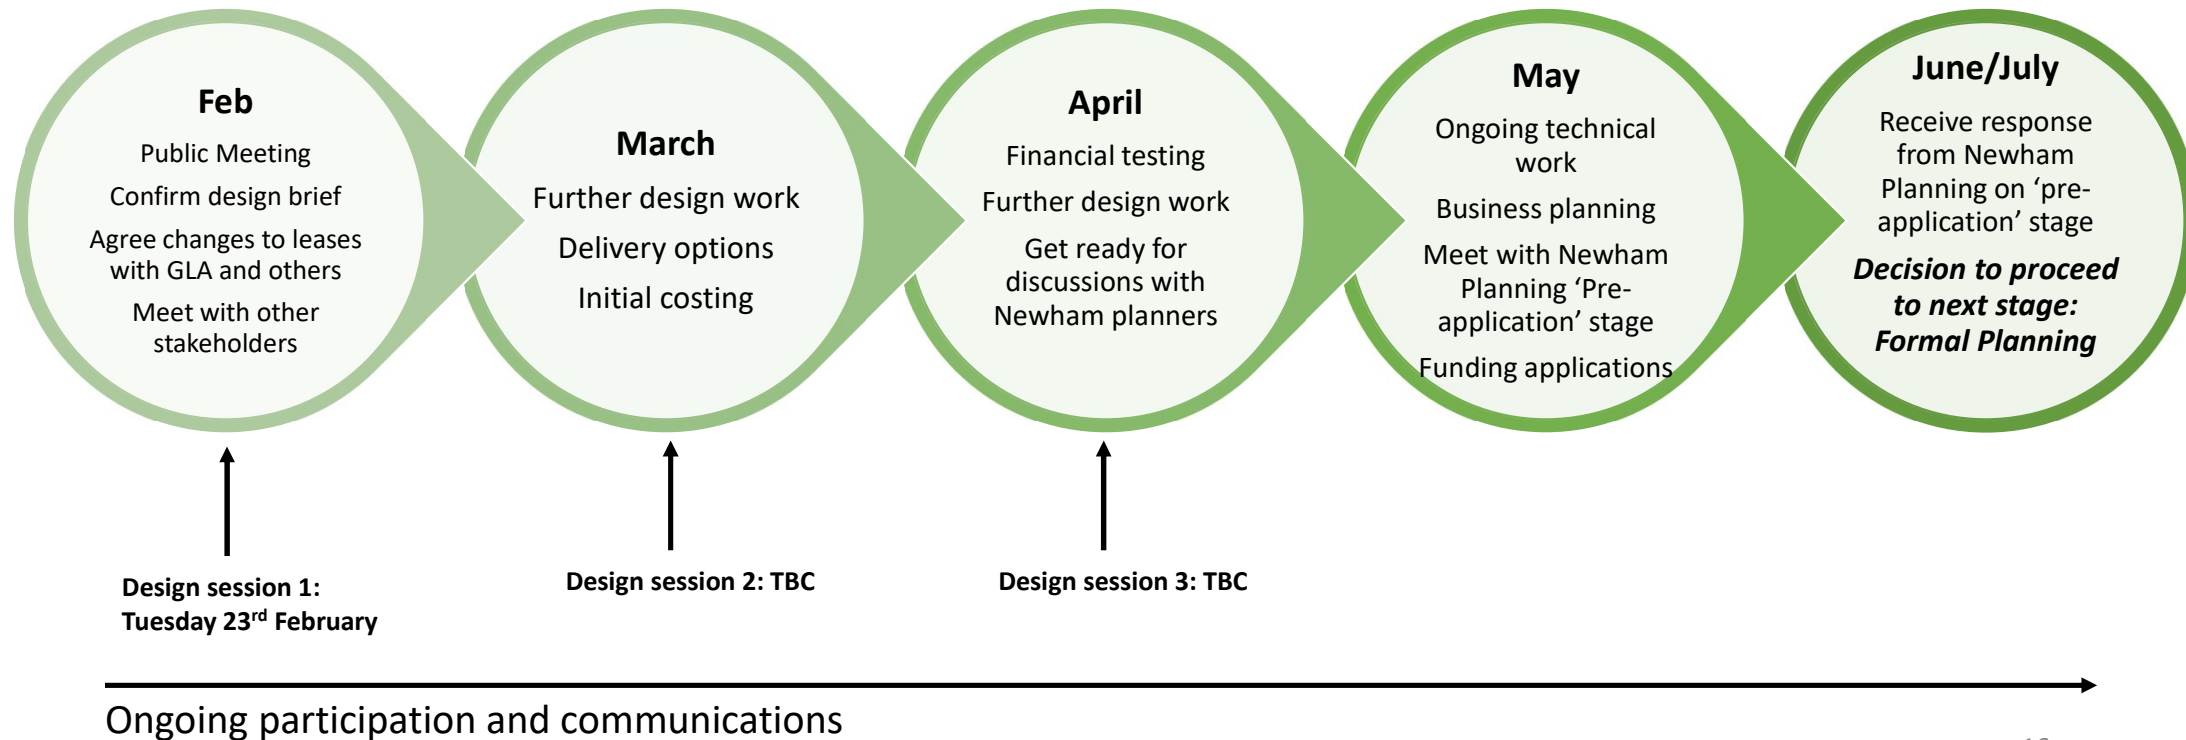 Feb
Public Meeting
Confirm design brief
Agree changes to leases
with GLA and others
Meet with other
stakeholders
March
Further design work
Delivery options
Initial costing
April
Financial testing
Further design work
Get ready for
discussions with
Newham planners
May
Ongoing technical
work
Business planning
Meet with Newham
Planning ‘Pre-
application’ stage
Funding applications
June/July
Receive response
from Newham
Planning on ‘pre-
application’ stage
Decision to proceed
to next stage:
Formal Planning
Design session 1:
Tuesday 23rd February
Design session 2: TBC
Design session 3: TBC
Ongoing participation and communications